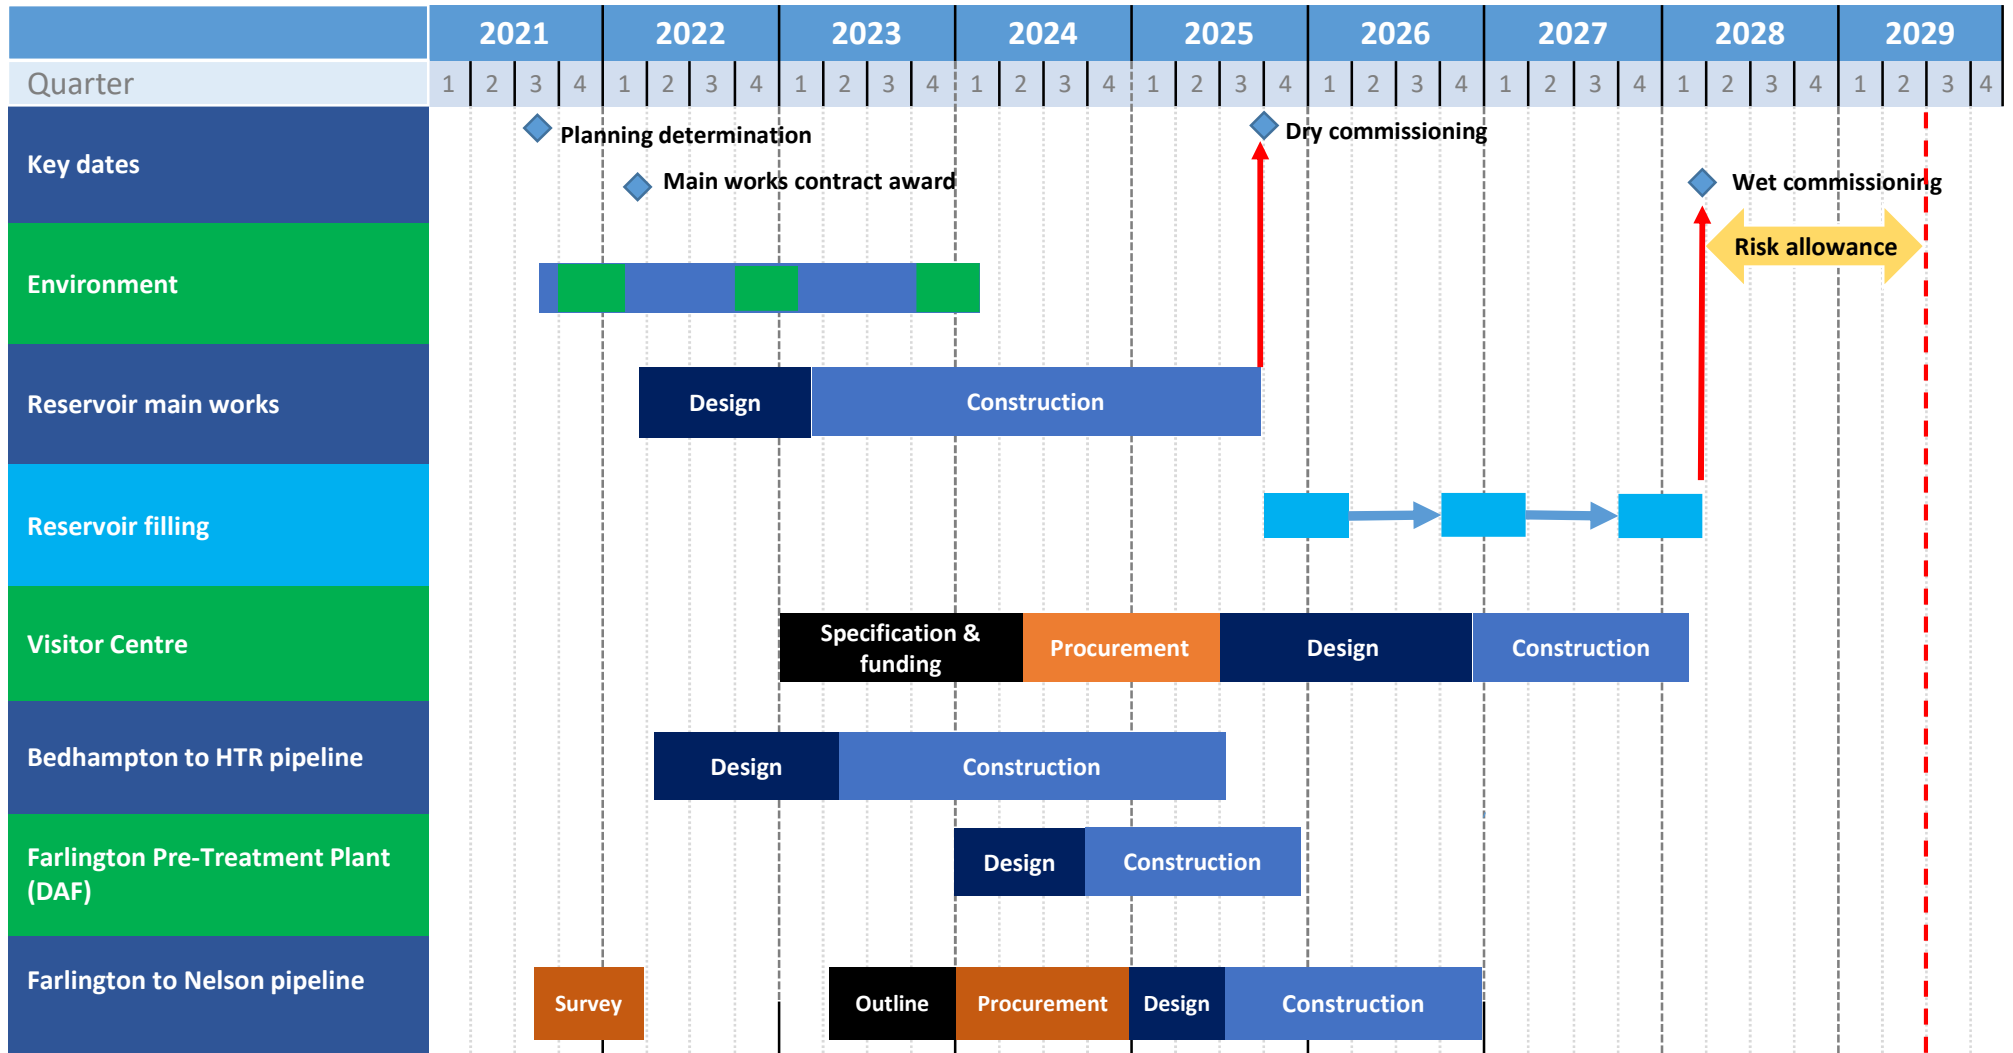 2021 2022 2023 2024 2025 2026 2027 2028 2029
Quarter 1 2 3 4 1 2 3 4 1 2 3 4 1 2 3 4 1 2 3 4 1 2 3 4 1 2 3 4 1 2 3 4 1 2 3 4
Key dates
Planning determination
Dry commissioning
Main works contract award
Wet commissioning
Environment
Risk allowance
Reservoir main works
Design
Construction
Reservoir filling
Visitor Centre
Specification &
funding
Procurement
Design
Construction
Bedhampton to HTR pipeline
Design
Construction
Farlington Pre-Treatment Plant
(DAF)
Design
Construction
Farlington to Nelson pipeline
Survey
Outline
Procurement
Design
Construction